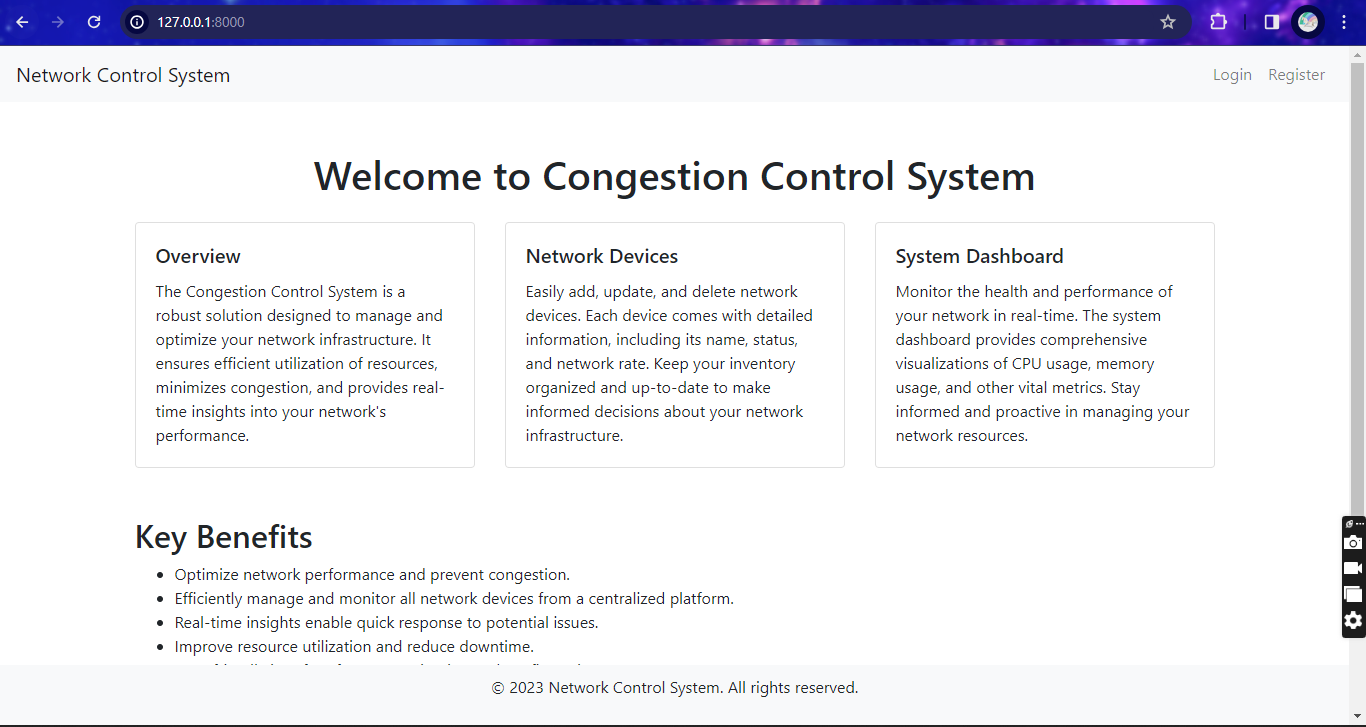 127.0.0.1:8000
Network Control System
Login
Register
Welcome to Congestion Control System
Overview
The Congestion Control System is a
robust solution designed to manage and
optimize your network infrastructure. It
ensures efficient utilization of resources,
minimizes congestion, and provides real-
time insights into your network's
performance.
Network Devices
Easily add, update, and delete network
devices. Each device comes with detailed
information, including its name, status,
and network rate. Keep your inventory
organized and up-to-date to make
informed decisions about your network
infrastructure.
System Dashboard
Monitor the health and performance of
your network in real-time. The system
dashboard provides comprehensive
visualizations of CPU usage, memory
usage, and other vital metrics. Stay
informed and proactive in managing your
network resources.
Key Benefits
Optimize network performance and prevent congestion.
Efficiently manage and monitor all network devices from a centralized platform.
Real-time insights enable quick response to potential issues.
Improve resource utilization and reduce downtime.
© 2023 Network Control System. All rights reserved.